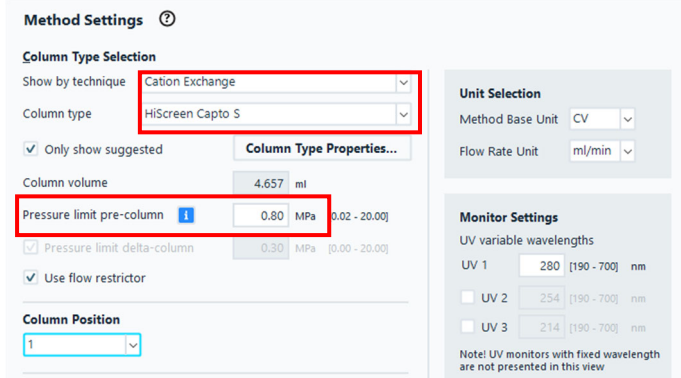 Method Settings ?
Column Type Selection
Show by technique Cation Exchange
Column type HiScreen Capto S
Only show suggested Column Type Properties...
Column volume 4.657 ml
Pressure limit pre-column i 0.80 MPa [0.02 - 20.00]
Pressure limit delta-column 0.30 MPa [0.00 - 20.00]
Use flow restrictor
Column Position
1
Unit Selection
Method Base Unit CV
Flow Rate Unit ml/min
Monitor Settings
UV variable wavelengths
UV 1 280 [190 - 700] nm
UV 2 254 [190 - 700] nm
UV 3 214 [190 - 700] nm
Note! UV monitors with fixed wavelength
are not presented in this view